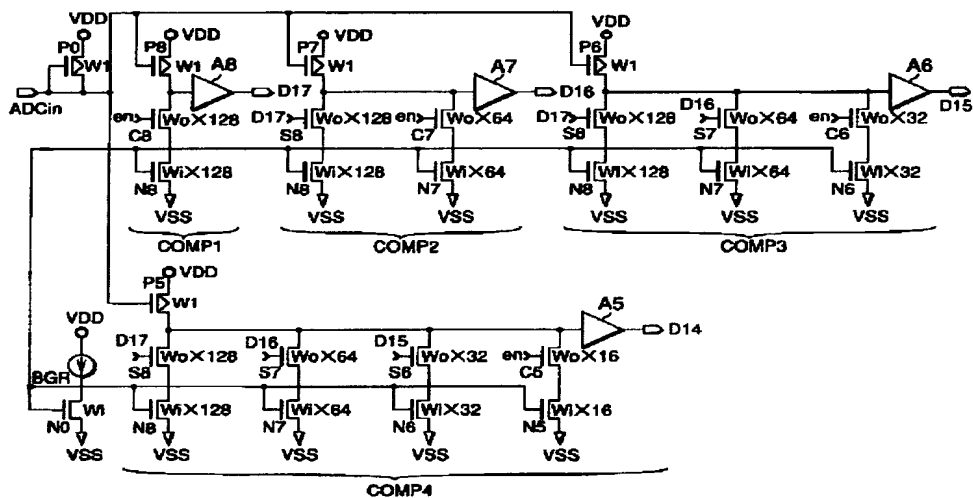 VDD VDD VDD VDD
P0 P8 P7 P6
W1 W1 A8 W1 A7 W1 A6
ADCin D17 D16 D15
en Wo×128 D17 Wo×128 en Wo×64 D17 Wo×128 D16 Wo×64 Wo×32
C8 S8 C7 S8 S7 C6
Wi×128 Wi×128 Wi×64 Wi×128 Wi×64 Wi×32
N8 N8 N7 N8 N7 N6
VSS VSS VSS VSS VSS VSS
COMP1 COMP2 COMP3
VDD
P5
W1 A5
VDD D14
D17 Wo×128 D16 Wo×64 D15 Wo×32 en Wo×16
BGR S8 S7 S6 C5
Wi Wi×128 Wi×64 Wi×32 Wi×16
N0 N8 N7 N6 N5
VSS VSS VSS VSS VSS
COMP4